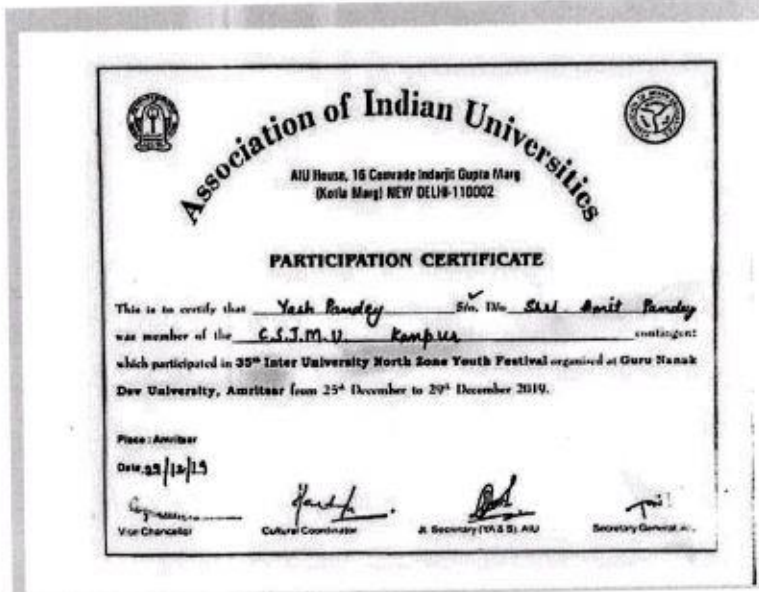 Association of Indian Universities
AIU House, 16 Comrade Indarjit Gupta Marg
(Kotla Marg) NEW DELHI-110002
PARTICIPATION CERTIFICATE
This is to certify that Yash Pandey S/o. ✓ D/o Shri. Amit Pandey
was member of the C.S.J.M.U. Kanpur contingent
which participated in 35th Inter University North Zone Youth Festival organised at Guru Nanak
Dev University, Amritsar from 25th December to 29th December 2019.
Place : Amritsar
Date 29/12/19
Vice Chancellor Cultural Coordinator Jt. Secretary (YA & S), AIU Secretary General